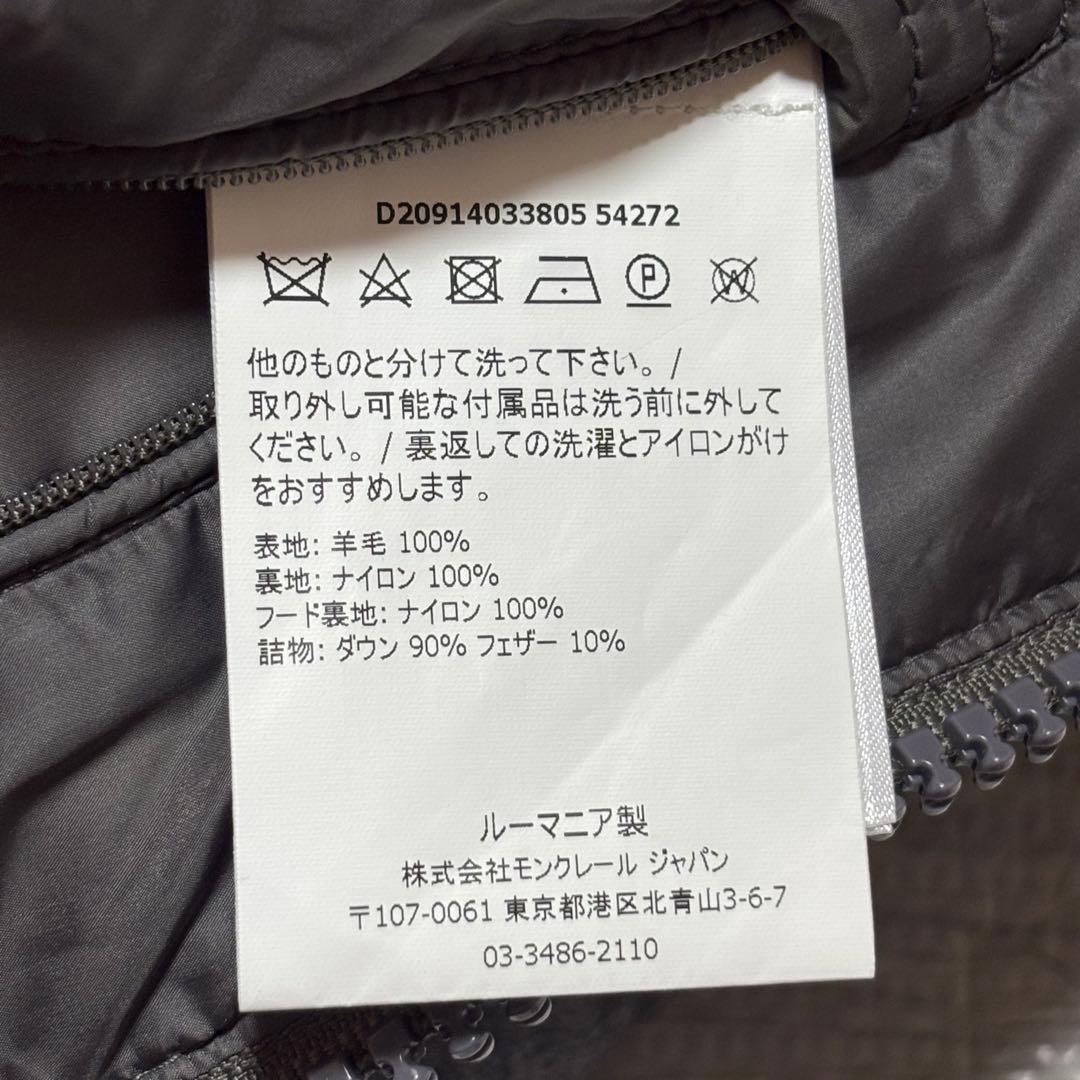 D20914033805 54272
P
W
他のものと分けて洗って下さい。/
取り外し可能な付属品は洗う前に外して
ください。/ 裏返しての洗濯とアイロンがけ
をおすすめします。
表地: 羊毛 100%
裏地: ナイロン 100%
フード裏地: ナイロン 100%
詰物: ダウン 90% フェザー 10%
ルーマニア製
株式会社モンクレール ジャパン
〒107-0061 東京都港区北青山3-6-7
03-3486-2110